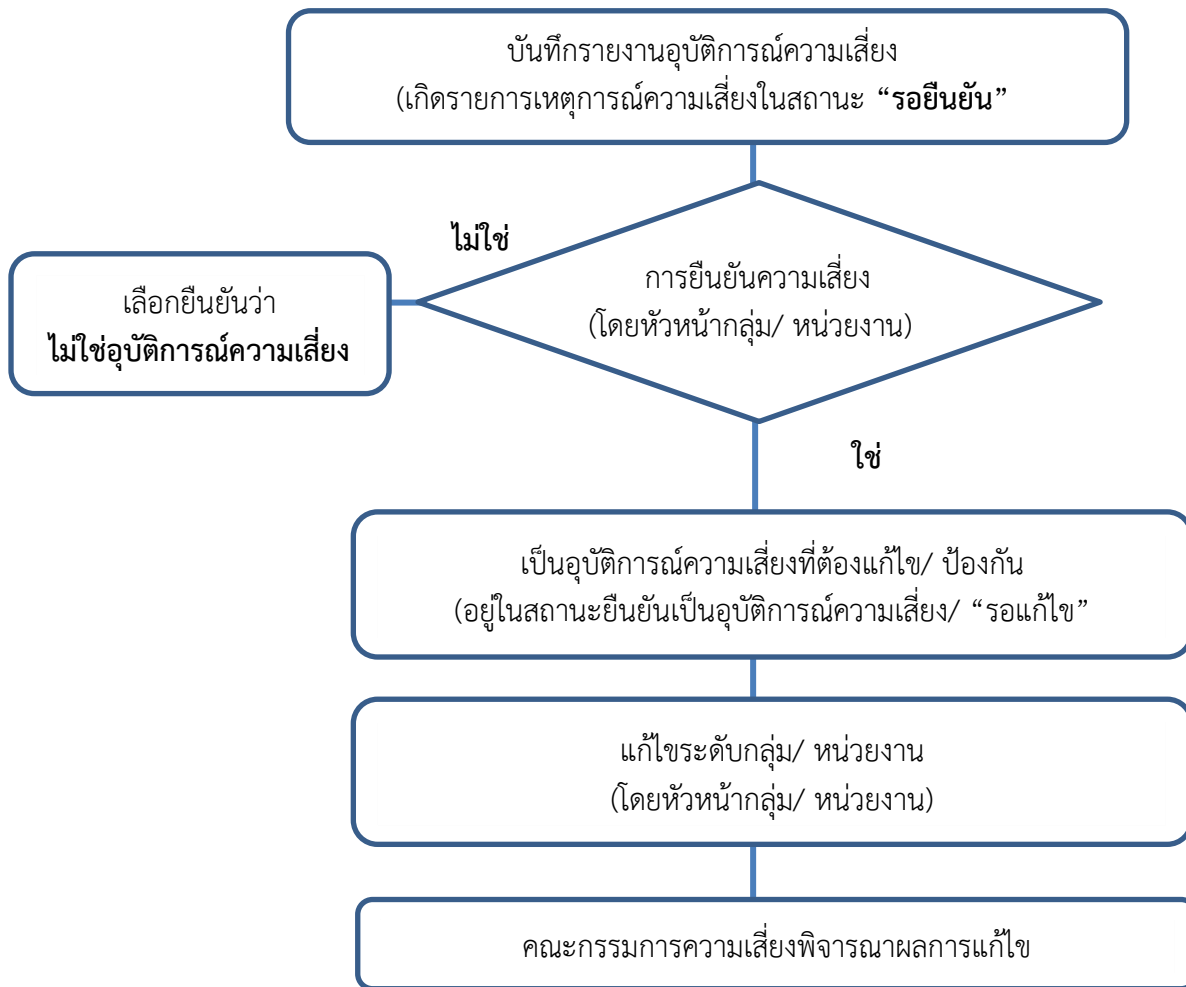 บันทึกรายงานอุบัติการณ์ความเสี่ยง
(เกิดรายการเหตุการณ์ความเสี่ยงในสถานะ “รอยืนยัน”
ไม่ใช่
การยืนยันความเสี่ยง
(โดยหัวหน้ากลุ่ม/ หน่วยงาน)
เลือกยืนยันว่า
ไม่ใช่อุบัติการณ์ความเสี่ยง
ใช่
เป็นอุบัติการณ์ความเสี่ยงที่ต้องแก้ไข/ ป้องกัน
(อยู่ในสถานะยืนยันเป็นอุบัติการณ์ความเสี่ยง/ “รอแก้ไข”
แก้ไขระดับกลุ่ม/ หน่วยงาน
(โดยหัวหน้ากลุ่ม/ หน่วยงาน)
คณะกรรมการความเสี่ยงพิจารณาผลการแก้ไข